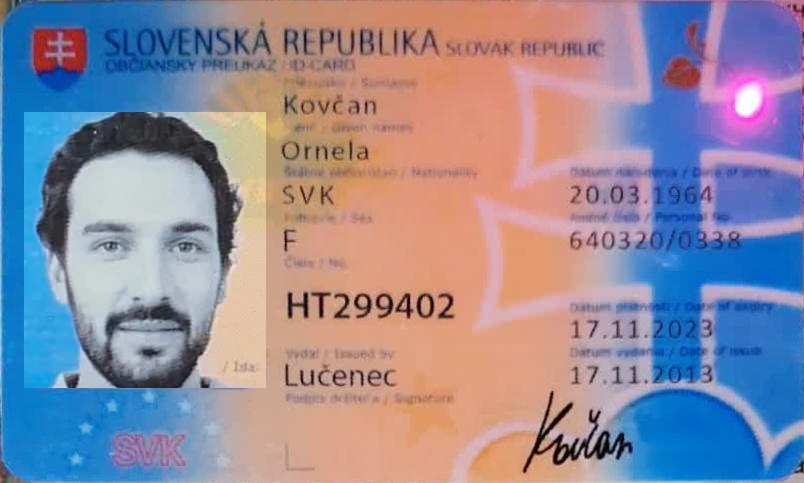 SLOVENSKÁ REPUBLIKA SLOVAK REPUBLIC
OBČIANSKY PREUKAZ / ID-CARD
Priezvisko / Surname
Kovčan
Meno / Given names
Ornela
Štátne občianstvo / Nationality
SVK
Dátum narodenia / Date of birth
20.03.1964
Pohlavie / Sex
F
Rodné číslo / Personal No.
640320/0338
Číslo / No.
HT299402
Dátum platnosti / Date of expiry
17.11.2023
Vydal / Issued by
Lučenec
Dátum vydania / Date of issue
17.11.2013
Podpis držiteľa / Signature
Kovčan
SVK